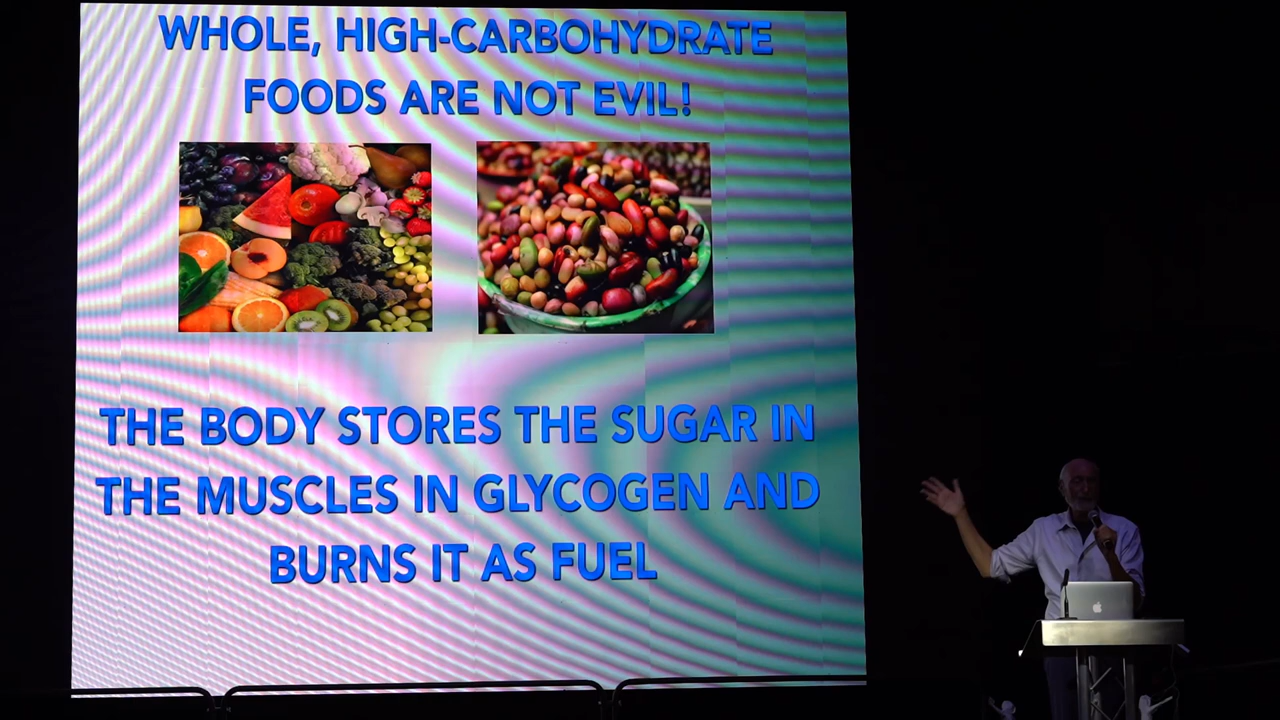 WHOLE, HIGH-CARBOHYDRATE
FOODS ARE NOT EVIL!
THE BODY STORES THE SUGAR IN
THE MUSCLES IN GLYCOGEN AND
BURNS IT AS FUEL